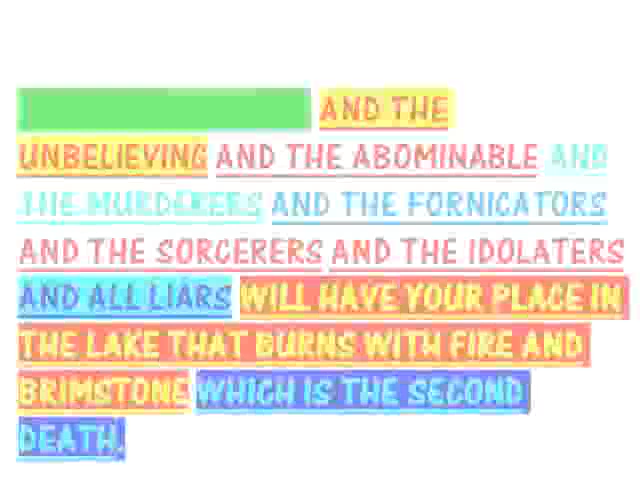 AND THE
UNBELIEVING AND THE ABOMINABLE AND
THE MURDERERS AND THE FORNICATORS
AND THE SORCERERS AND THE IDOLATERS
AND ALL LIARS WILL HAVE YOUR PLACE IN
THE LAKE THAT BURNS WITH FIRE AND
BRIMSTONE WHICH IS THE SECOND
DEATH.